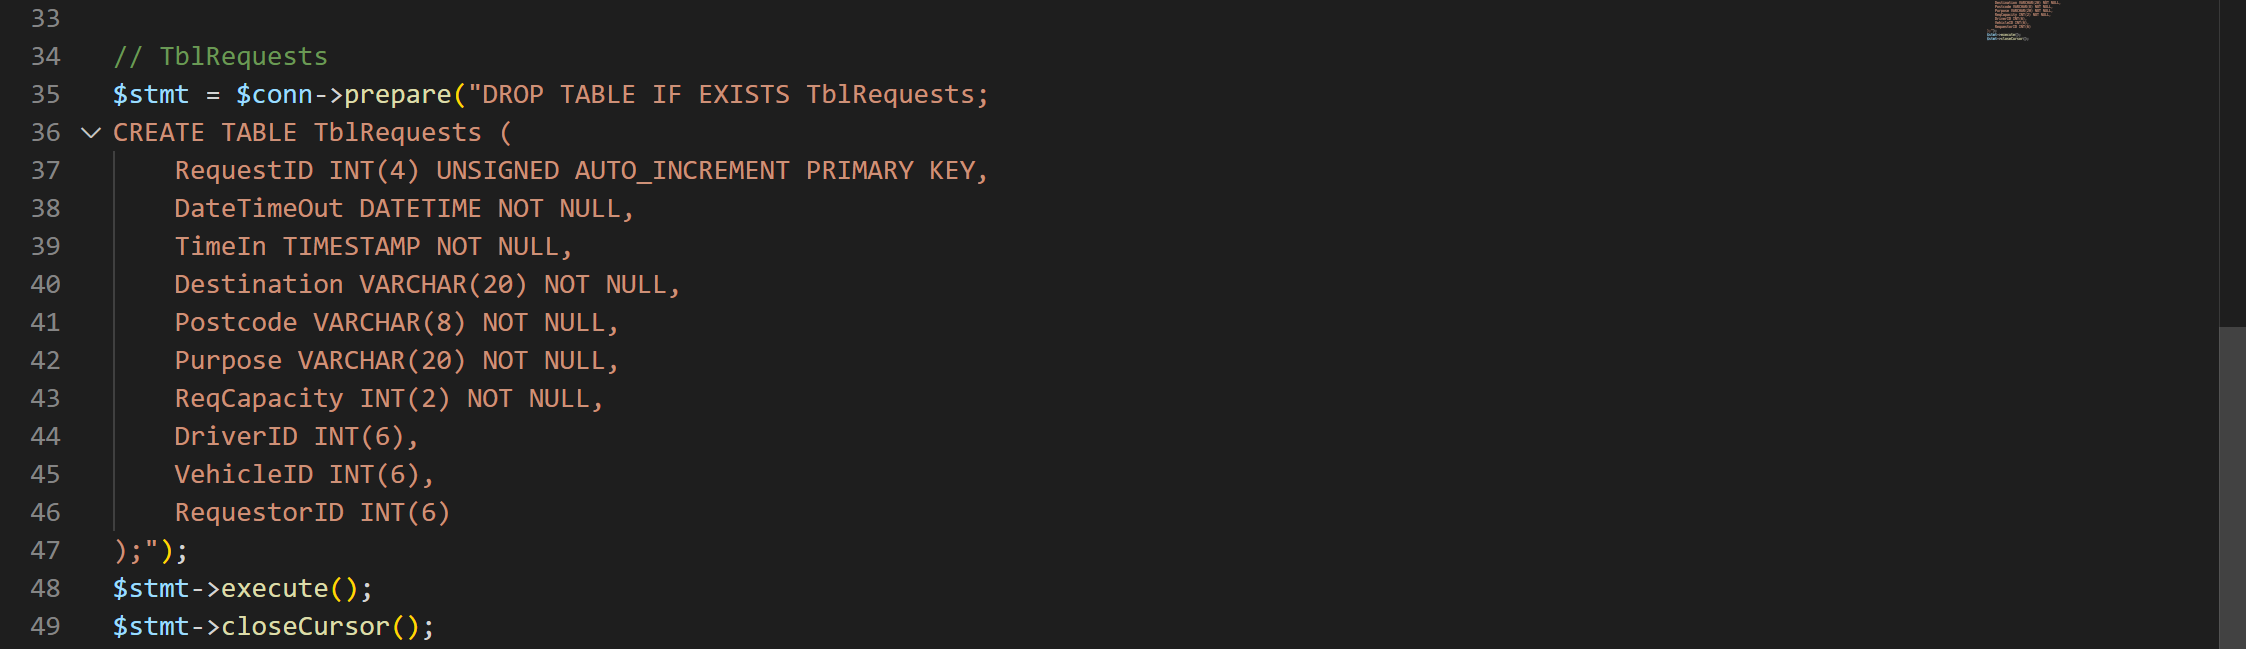 33
34 // TblRequests
35 $stmt = $conn->prepare("DROP TABLE IF EXISTS TblRequests;
36 CREATE TABLE TblRequests (
37 RequestID INT(4) UNSIGNED AUTO_INCREMENT PRIMARY KEY,
38 DateTimeOut DATETIME NOT NULL,
39 TimeIn TIMESTAMP NOT NULL,
40 Destination VARCHAR(20) NOT NULL,
41 Postcode VARCHAR(8) NOT NULL,
42 Purpose VARCHAR(20) NOT NULL,
43 ReqCapacity INT(2) NOT NULL,
44 DriverID INT(6),
45 VehicleID INT(6),
46 RequestorID INT(6)
47 );");
48 $stmt->execute();
49 $stmt->closeCursor();